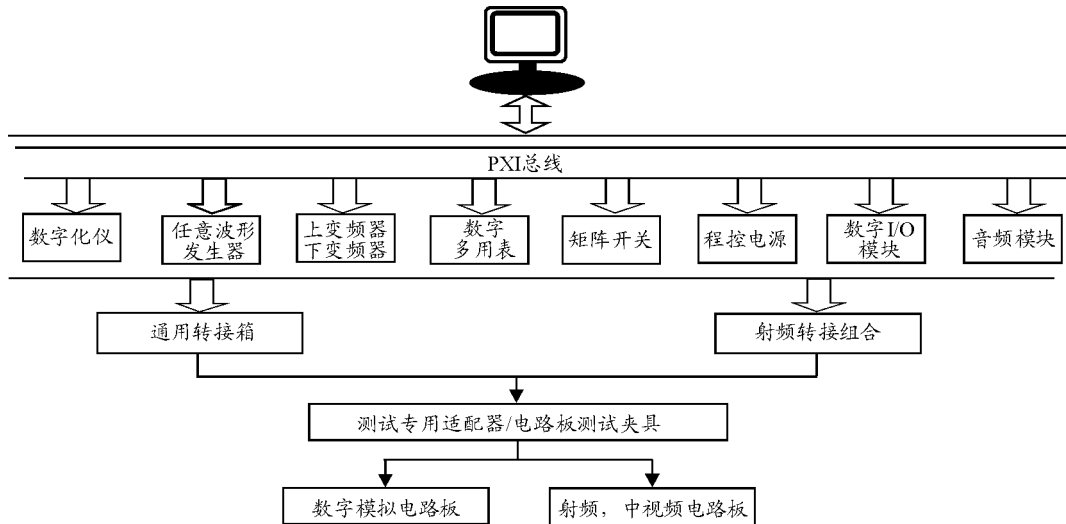 PXI总线
数字化仪
任意波形
发生器
上变频器
下变频器
数字
多用表
矩阵开关
程控电源
数字I/O
模块
音频模块
通用转接箱
射频转接组合
测试专用适配器/电路板测试夹具
数字模拟电路板
射频，中视频电路板